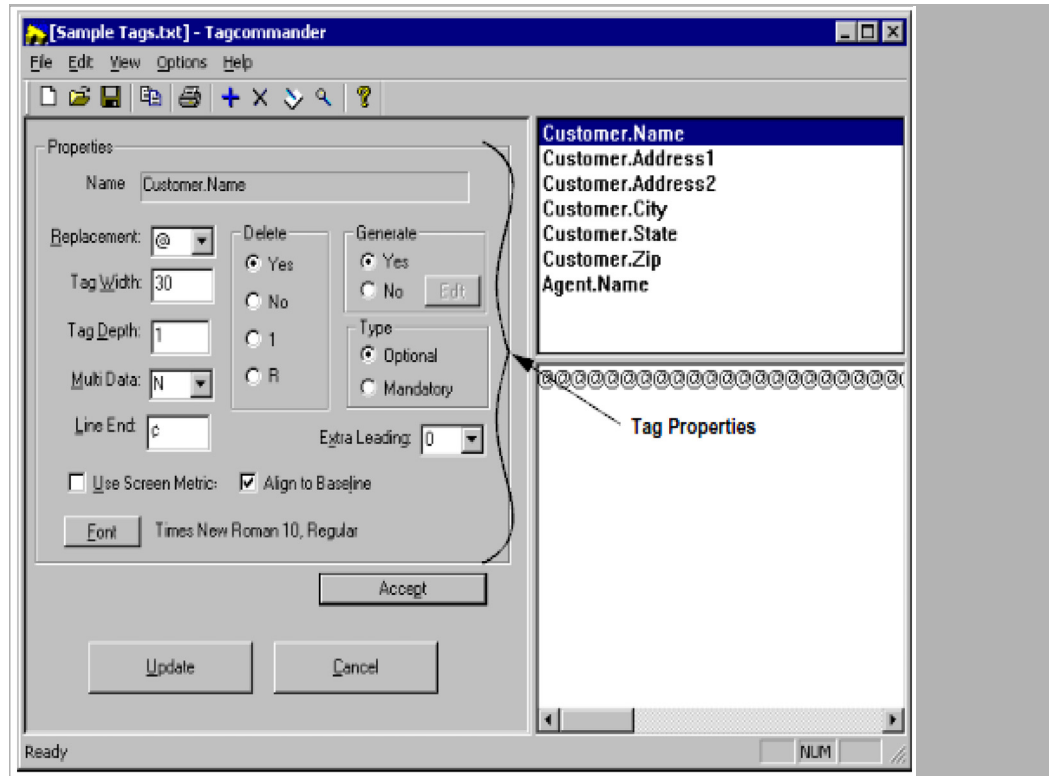 [Sample Tags.txt] - Tagcommander
File Edit View Options Help
Properties
Name Customer.Name
Replacement: @
Tag Width: 30
Tag Depth: 1
Multi Data: N
Line End: ¢
Delete
Yes
No
1
R
Generate
Yes
No Edt
Type
Optional
Mandatory
Extra Leading: 0
Use Screen Metric: Align to Baseline
Font Times New Roman 10, Regular
Accept
Update Cancel
Customer.Name
Customer.Address1
Customer.Address2
Customer.City
Customer.State
Customer.Zip
Agent.Name
@@@@@@@@@@@@@@@@@@@@@@(
Tag Properties
Ready NUM